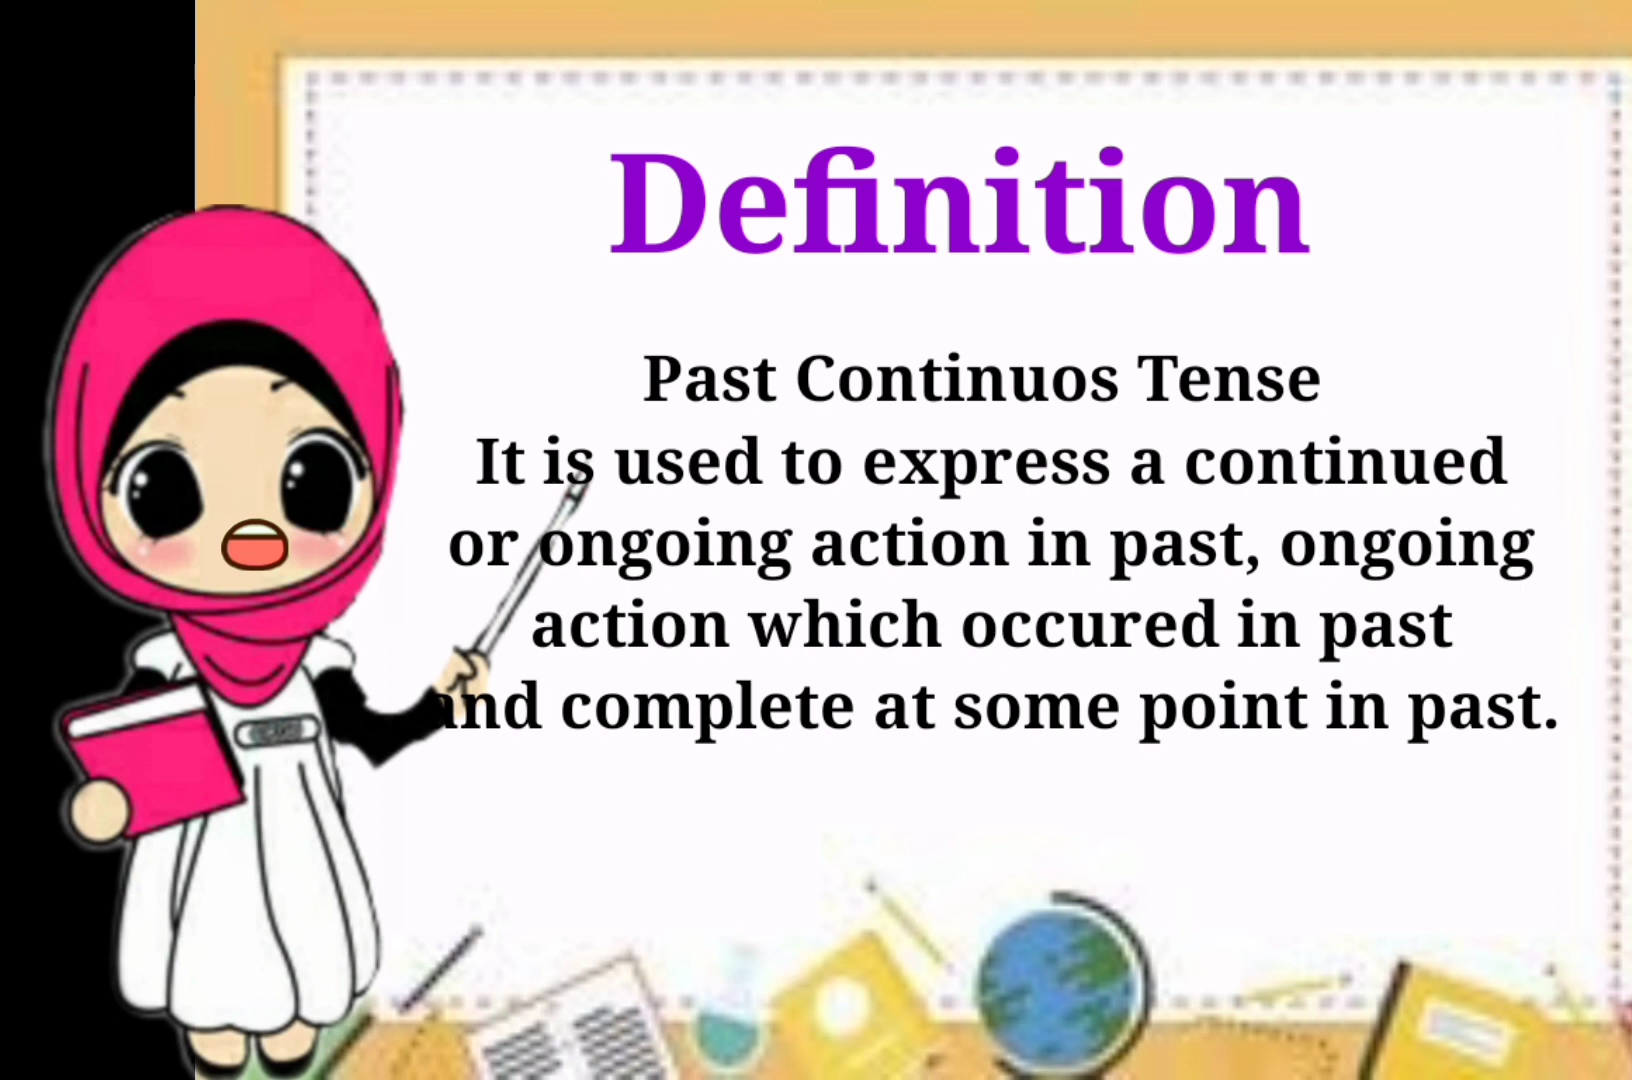 Definition
Past Continuos Tense
It is used to express a continued
or ongoing action in past, ongoing
action which occured in past
and complete at some point in past.